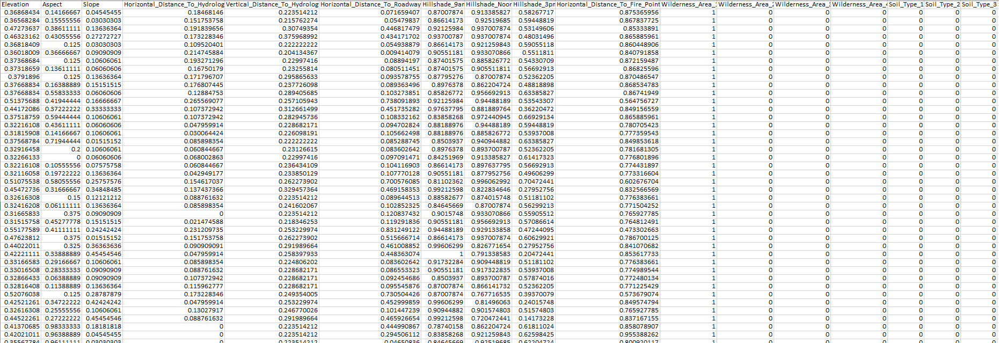 Elevation Aspect Slope Horizontal_Distance_To_Hydrolog Vertical_Distance_To_Hydrolog Horizontal_Distance_To_Roadway Hillshade_9am Hillshade_Noor Hillshade_3pm Horizontal_Distance_To_Fire_Point Wilderness_Area_1 Wilderness_Area_2 Wilderness_Area_3 Wilderness_Area_4 Soil_Type_1 Soil_Type_2 Soil_Type_3
0.36868434 0.14166667 0.04545455 0.18468146 0.223514212 0.071659407 0.87007874 0.913385827 0.58267717 0.875365956 1 0 0 0 0 0 0
0.36568284 0.15555556 0.03030303 0.151753758 0.215762274 0.05479837 0.86614173 0.92519685 0.59448819 0.867837725 1 0 0 0 0 0 0
0.47273637 0.38611111 0.13636364 0.191839656 0.30749354 0.446817479 0.92125984 0.937007874 0.53149606 0.85333891 1 0 0 0 0 0 0
0.46323162 0.43055556 0.27272727 0.173228346 0.375968992 0.434171702 0.93700787 0.937007874 0.48031496 0.865885961 1 0 0 0 0 0 0
0.36818409 0.125 0.03030303 0.109520401 0.222222222 0.054938879 0.86614173 0.921259843 0.59055118 0.860448906 1 0 0 0 0 0 0
0.36018009 0.36666667 0.09090909 0.214745884 0.204134367 0.009414079 0.90551181 0.933070866 0.5511811 0.840791858 1 0 0 0 0 0 0
0.37368684 0.125 0.10606061 0.193271296 0.22997416 0.08894197 0.87401575 0.885826772 0.54330709 0.872159487 1 0 0 0 0 0 0
0.37318659 0.13611111 0.06060606 0.16750179 0.23255814 0.080511451 0.87401575 0.905511811 0.56692913 0.86825596 1 0 0 0 0 0 0
0.3791896 0.125 0.13636364 0.171796707 0.295865633 0.093578755 0.87795276 0.87007874 0.52362205 0.870486547 1 0 0 0 0 0 0
0.37668834 0.16388889 0.15151515 0.176807445 0.237726098 0.089363496 0.8976378 0.862204724 0.48818898 0.868534783 1 0 0 0 0 0 0
0.37668834 0.55833333 0.06060606 0.12884753 0.289405685 0.103273851 0.85826772 0.956692913 0.63385827 0.86741949 1 0 0 0 0 0 0
0.51375688 0.41944444 0.16666667 0.265569077 0.257105943 0.738091893 0.92125984 0.94488189 0.53543307 0.564756727 1 0 0 0 0 0 0
0.44172086 0.37222222 0.33333333 0.107372942 0.312661499 0.451735282 0.97637795 0.881889764 0.36220472 0.849156559 1 0 0 0 0 0 0
0.37518759 0.59444444 0.10606061 0.107372942 0.282945736 0.108332162 0.83858268 0.972440945 0.66929134 0.865885961 1 0 0 0 0 0 0
0.32216108 0.43611111 0.06060606 0.047959914 0.228682171 0.094702824 0.88188976 0.94488189 0.59448819 0.780705423 1 0 0 0 0 0 0
0.31815908 0.14166667 0.10606061 0.030064424 0.226098191 0.105662498 0.88188976 0.885826772 0.53937008 0.777359543 1 0 0 0 0 0 0
0.37568784 0.71944444 0.01515152 0.085898354 0.222222222 0.085288745 0.8503937 0.940944882 0.63385827 0.849853618 1 0 0 0 0 0 0
0.32916458 0.2 0.10606061 0.060844667 0.23126615 0.083602642 0.8976378 0.893700787 0.52362205 0.781681305 1 0 0 0 0 0 0
0.32266133 0 0.06060606 0.068002863 0.22997416 0.097091471 0.84251969 0.913385827 0.61417323 0.776801896 1 0 0 0 0 0 0
0.32216108 0.10555556 0.07575758 0.060844667 0.236434109 0.104116903 0.86614173 0.897637795 0.56692913 0.774431897 1 0 0 0 0 0 0
0.32116058 0.19722222 0.13636364 0.042949177 0.233850129 0.107770128 0.90551181 0.877952756 0.49606299 0.773316604 1 0 0 0 0 0 0
0.51075538 0.58055556 0.25757576 0.154617037 0.262273902 0.700576085 0.81102362 0.996062992 0.70472441 0.602676704 1 0 0 0 0 0 0
0.45472736 0.31666667 0.34848485 0.137437366 0.329457364 0.469158353 0.99212598 0.822834646 0.27952756 0.832566569 1 0 0 0 0 0 0
0.32616308 0.15 0.12121212 0.088761632 0.223514212 0.089644513 0.88582677 0.874015748 0.51181102 0.776383661 1 0 0 0 0 0 0
0.32416208 0.06111111 0.13636364 0.085898354 0.241602067 0.102852325 0.84645669 0.87007874 0.56299213 0.771504252 1 0 0 0 0 0 0
0.31665833 0.375 0.09090909 0 0.223514212 0.120837432 0.9015748 0.933070866 0.55905512 0.765927785 1 0 0 0 0 0 0
0.31515758 0.45277778 0.15151515 0.021474588 0.218346253 0.119291836 0.90551181 0.956692913 0.57086614 0.764812491 1 0 0 0 0 0 0
0.55177589 0.41111111 0.24242424 0.231209735 0.253229974 0.831249122 0.94488189 0.929133858 0.47244095 0.473302663 1 0 0 0 0 0 0
0.47623812 0.375 0.01515152 0.151753758 0.262273902 0.515666714 0.86614173 0.937007874 0.60629921 0.786700125 1 0 0 0 0 0 0
0.44022011 0.325 0.36363636 0.090909091 0.291989664 0.461008852 0.99606299 0.826771654 0.27952756 0.841070682 1 0 0 0 0 0 0
0.42221111 0.33888889 0.45454546 0.047959914 0.258397933 0.448363074 1 0.791338583 0.20472441 0.853617733 1 0 0 0 0 0 0
0.33166583 0.29166667 0.10606061 0.085898354 0.224806202 0.083602642 0.91732284 0.909448819 0.51181102 0.776383661 1 0 0 0 0 0 0
0.33016508 0.28333333 0.09090909 0.088761632 0.228682171 0.086553323 0.90551181 0.917322835 0.53937008 0.774989544 1 0 0 0 0 0 0
0.32866433 0.06388889 0.09090909 0.107372942 0.228682171 0.092454686 0.8503937 0.893700787 0.57874016 0.772480134 1 0 0 0 0 0 0
0.32816408 0.11388889 0.13636364 0.115962777 0.228682171 0.095545876 0.87007874 0.866141732 0.52362205 0.771225429 1 0 0 0 0 0 0
0.52076038 0.125 0.28787879 0.173228346 0.249354005 0.730504426 0.87007874 0.767716535 0.39370079 0.573679074 1 0 0 0 0 0 0
0.42521261 0.34722222 0.42424242 0.047959914 0.253229974 0.452999859 0.99606299 0.81496063 0.24015748 0.849574794 1 0 0 0 0 0 0
0.32616308 0.25555556 0.10606061 0.13027917 0.246770026 0.101447239 0.90944882 0.901574803 0.51574803 0.765927785 1 0 0 0 0 0 0
0.44522261 0.27222222 0.45454546 0.088761632 0.291989664 0.465926654 0.99212598 0.720472441 0.14173228 0.837167155 1 0 0 0 0 0 0
0.41370685 0.98333333 0.18181818 0 0.223514212 0.444990867 0.78740158 0.862204724 0.61811024 0.858078907 1 0 0 0 0 0 0
0.42021011 0.96388889 0.04545455 0 0.223514212 0.294506112 0.83858268 0.921259843 0.62598425 0.955388262 1 0 0 0 0 0 0
0.35567784 0.96111111 0.03030303 0 0.223514212 0.04650836 0.84645669 0.92519685 0.62204724 0.800920117 1 0 0 0 0 0 0